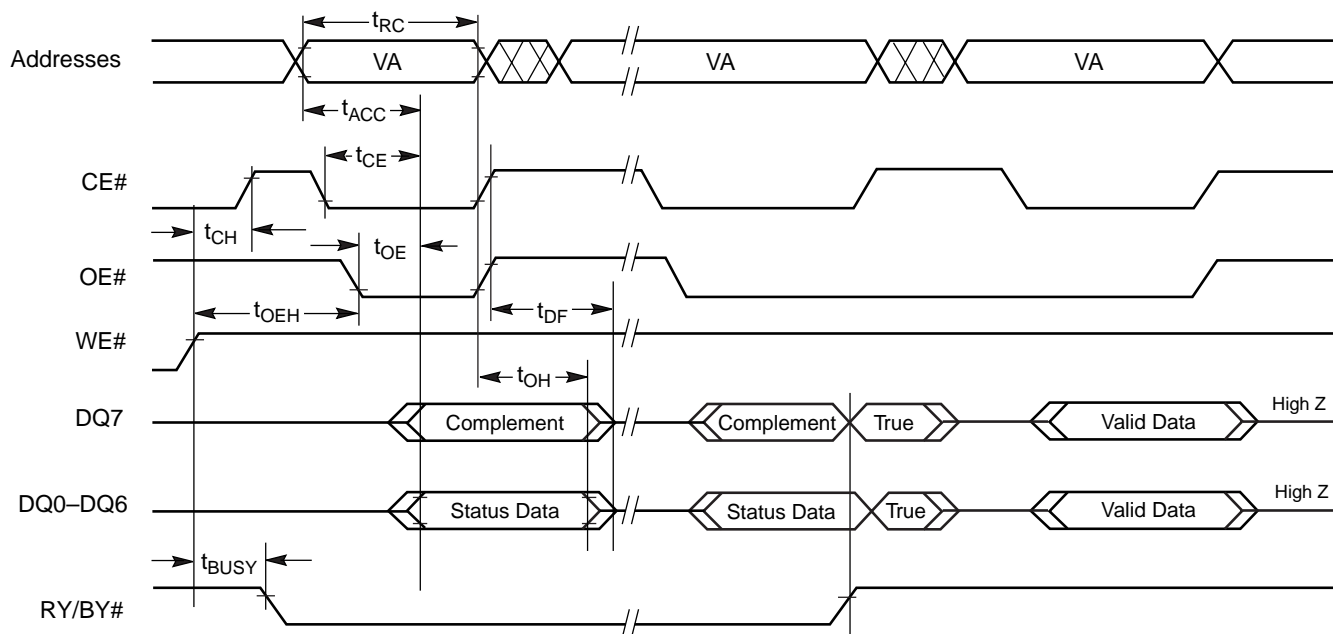 tRC
Addresses VA VA VA
tACC
tCE
CE#
tCH tOE
OE#
tOEH tDF
WE#
tOH
DQ7 Complement Complement True Valid Data High Z
DQ0–DQ6 Status Data Status Data True Valid Data High Z
tBUSY
RY/BY#